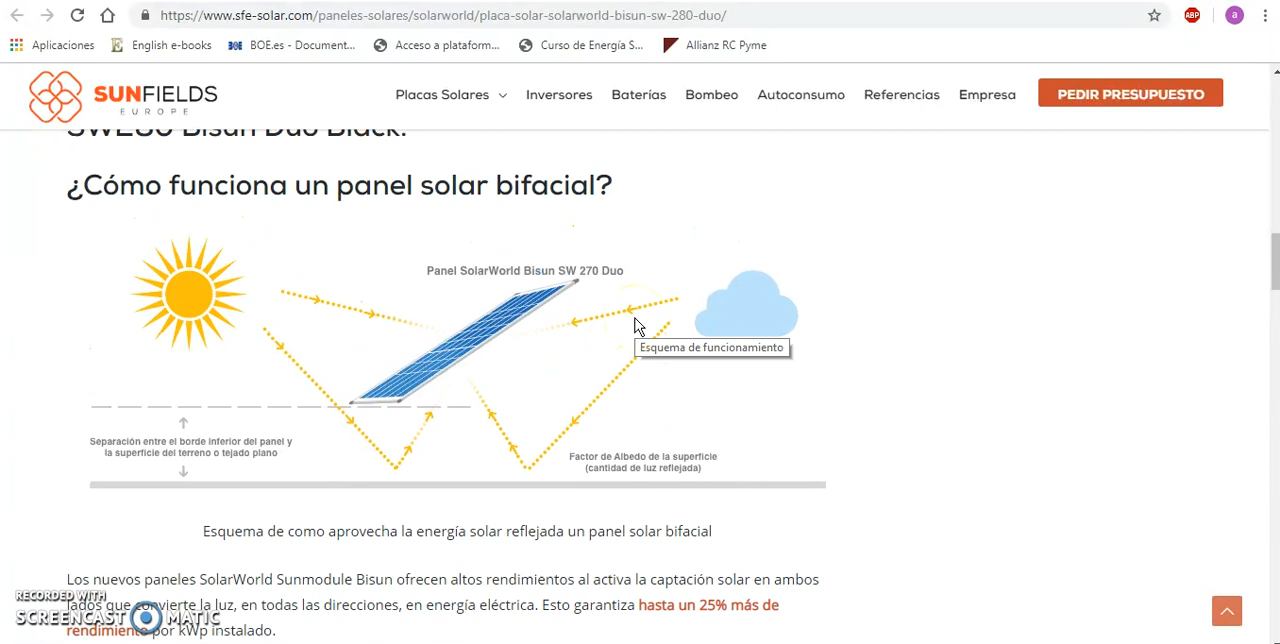 https://www.sfe-solar.com/paneles-solares/solarworld/placa-solar-solarworld-bisun-sw-280-duo/
ABP
a
Aplicaciones
English e-books
BOE.es - Document...
Acceso a plataform...
Curso de Energía S...
Allianz RC Pyme
SUNFIELDS
EUROPE
Placas Solares
Inversores
Baterías
Bombeo
Autoconsumo
Referencias
Empresa
PEDIR PRESUPUESTO
Bisun Duo Black.
¿Cómo funciona un panel solar bifacial?
Panel SolarWorld Bisun SW 270 Duo
Esquema de funcionamiento
Separación entre el borde inferior del panel y
la superficie del terreno o tejado plano
Factor de Albedo de la superficie
(cantidad de luz reflejada)
Esquema de como aprovecha la energía solar reflejada un panel solar bifacial
Los nuevos paneles SolarWorld Sunmodule Bisun ofrecen altos rendimientos al activa la captación solar en ambos
lados que convierte la luz, en todas las direcciones, en energía eléctrica. Esto garantiza hasta un 25% más de
rendimiento por kWp instalado.
RECORDED WITH
SCREENCAST MATIC